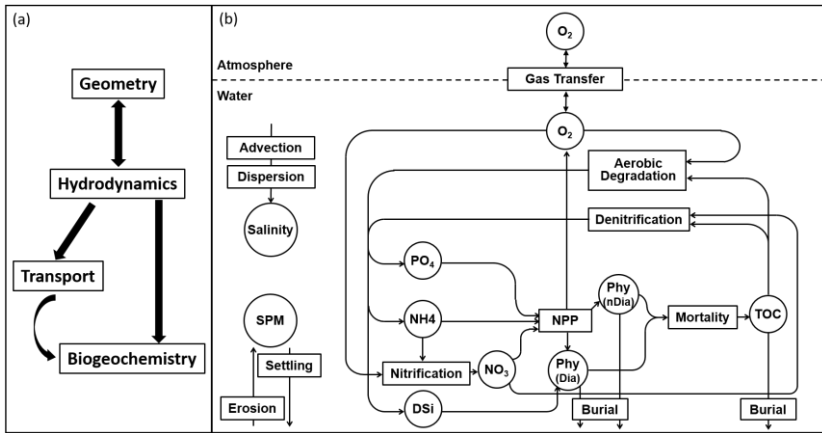 (a)
Geometry
Hydrodynamics
Transport
Biogeochemistry
(b)
O2
Atmosphere
Gas Transfer
Water
O2
Advection
Dispersion
Salinity
Aerobic
Degradation
Denitrification
PO4
NH4
Nitrification
NO3
DSi
NPP
Phy
(nDia)
Phy
(Dia)
Mortality
TOC
SPM
Settling
Erosion
Burial
Burial